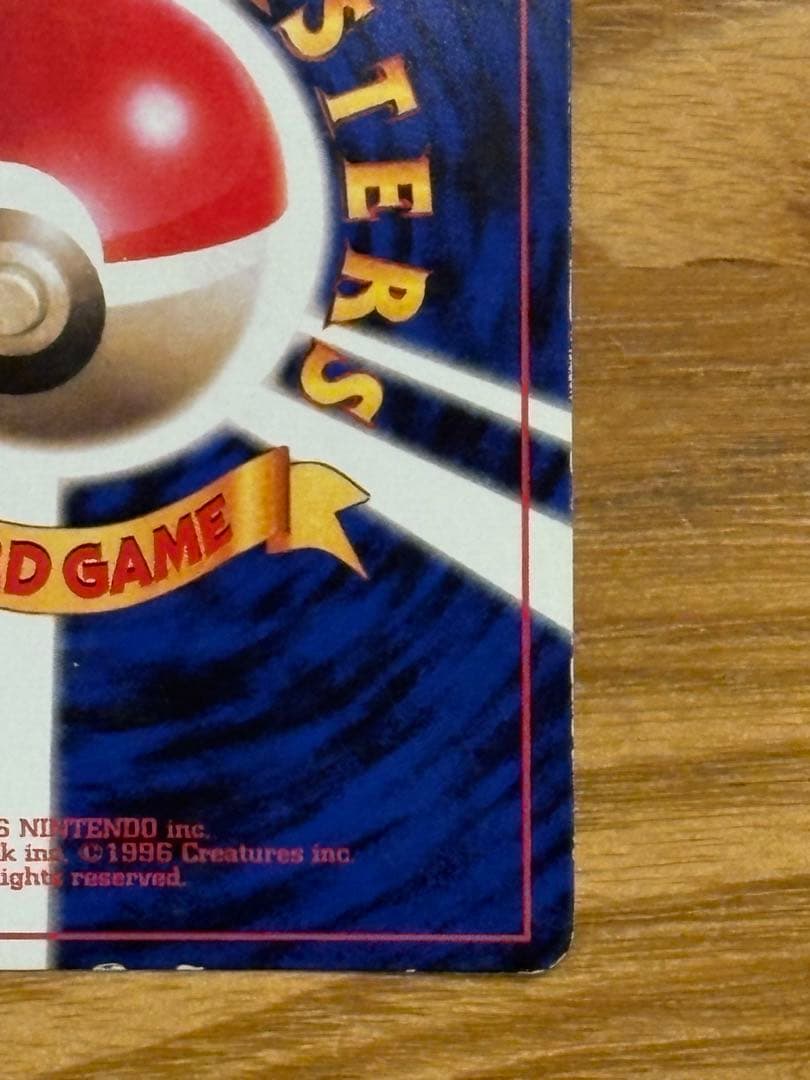 STERS
D GAME
6 NINTENDO inc.
k inc. ©1996 Creatures inc.
ights reserved.